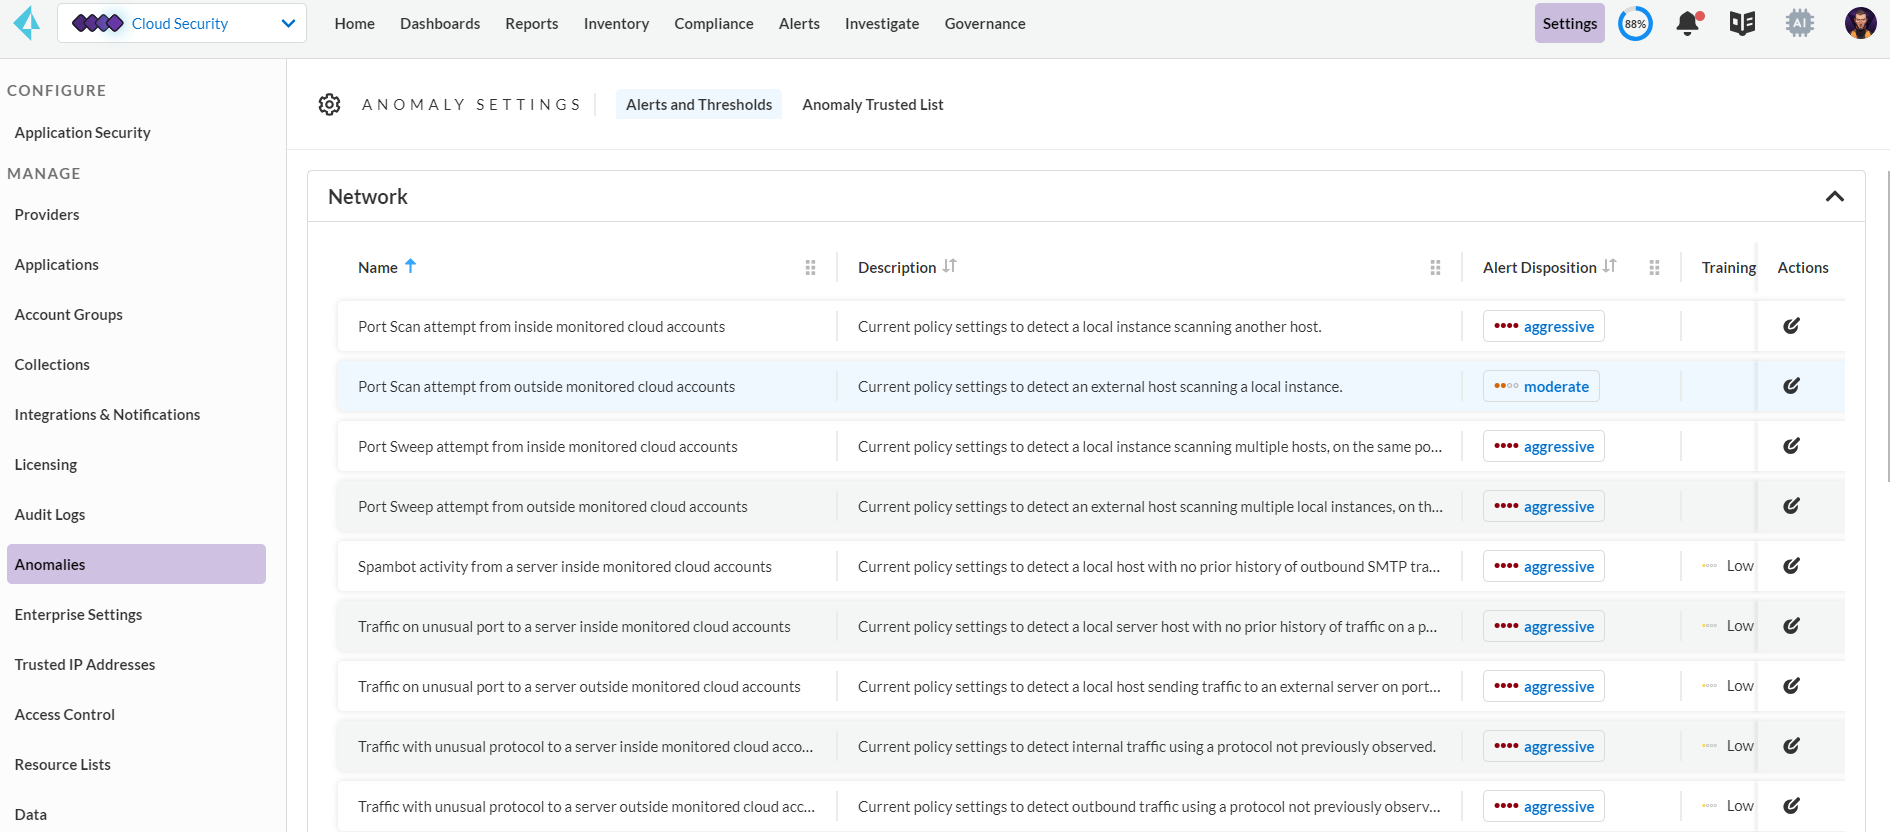 Cloud Security
Home
Dashboards
Reports
Inventory
Compliance
Alerts
Investigate
Governance
Settings
88%
AI
CONFIGURE
Application Security
MANAGE
Providers
Applications
Account Groups
Collections
Integrations & Notifications
Licensing
Audit Logs
Anomalies
Enterprise Settings
Trusted IP Addresses
Access Control
Resource Lists
Data
ANOMALY SETTINGS
Alerts and Thresholds
Anomaly Trusted List
Network
Name
Description
Alert Disposition
Training
Actions
Port Scan attempt from inside monitored cloud accounts
Current policy settings to detect a local instance scanning another host.
aggressive
Port Scan attempt from outside monitored cloud accounts
Current policy settings to detect an external host scanning a local instance.
moderate
Port Sweep attempt from inside monitored cloud accounts
Current policy settings to detect a local instance scanning multiple hosts, on the same po...
aggressive
Port Sweep attempt from outside monitored cloud accounts
Current policy settings to detect an external host scanning multiple local instances, on th...
aggressive
Spambot activity from a server inside monitored cloud accounts
Current policy settings to detect a local host with no prior history of outbound SMTP tra...
aggressive
Low
Traffic on unusual port to a server inside monitored cloud accounts
Current policy settings to detect a local server host with no prior history of traffic on a p...
aggressive
Low
Traffic on unusual port to a server outside monitored cloud accounts
Current policy settings to detect a local host sending traffic to an external server on port...
aggressive
Low
Traffic with unusual protocol to a server inside monitored cloud acco...
Current policy settings to detect internal traffic using a protocol not previously observed.
aggressive
Low
Traffic with unusual protocol to a server outside monitored cloud acc...
Current policy settings to detect outbound traffic using a protocol not previously observ...
aggressive
Low